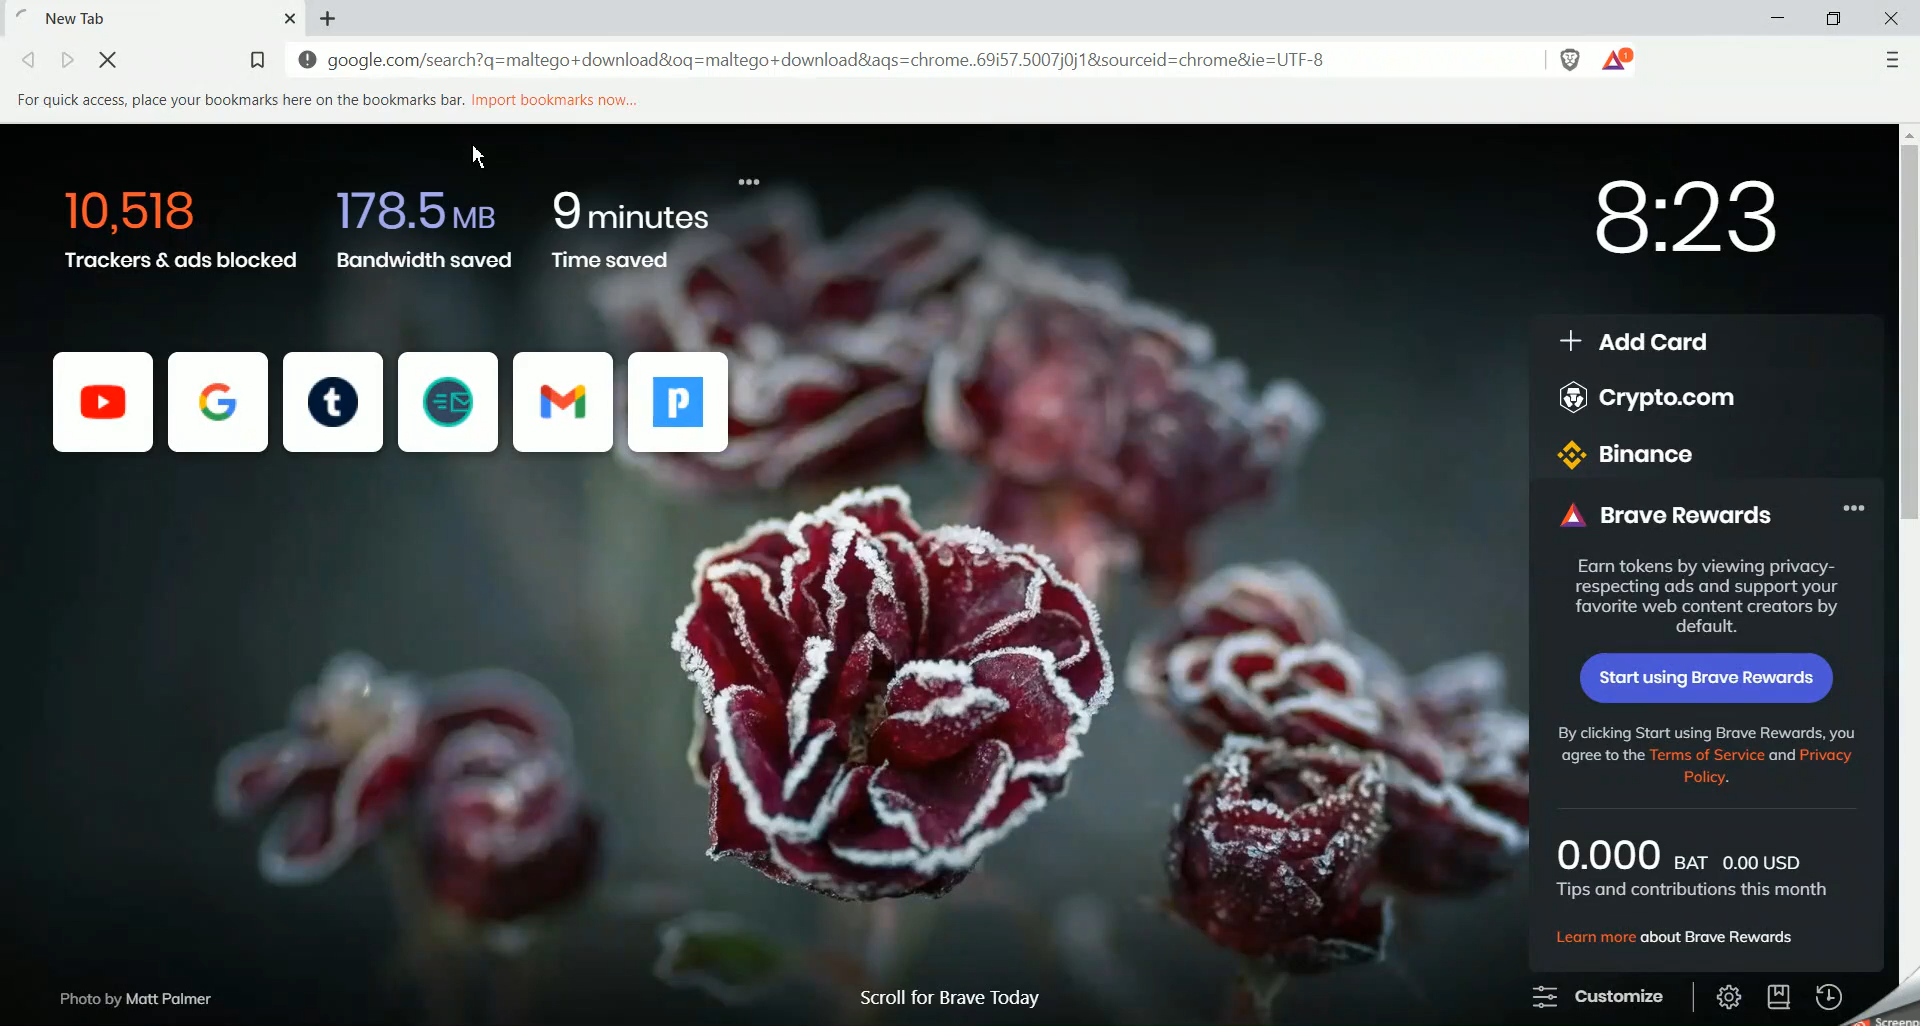 New Tab
google.com/search?q=maltego+download&oq=maltego+download&aqs=chrome..69i57.5007j0j1&sourceid=chrome&ie=UTF-8
1
For quick access, place your bookmarks here on the bookmarks bar. Import bookmarks now...
10,518
Trackers & ads blocked
178.5 MB
Bandwidth saved
9 minutes
Time saved
8:23
Add Card
Crypto.com
Binance
Brave Rewards
Earn tokens by viewing privacy-
respecting ads and support your
favorite web content creators by
default.
Start using Brave Rewards
By clicking Start using Brave Rewards, you
agree to the Terms of Service and Privacy
Policy.
0.000 BAT 0.00 USD
Tips and contributions this month
Learn more about Brave Rewards
Photo by Matt Palmer
Scroll for Brave Today
Customize